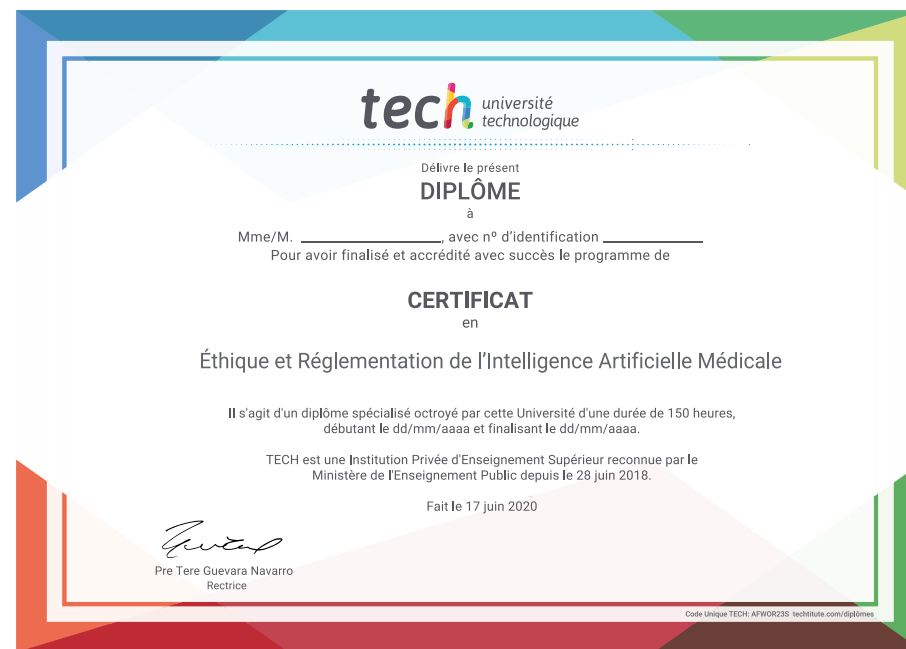 tech université
technologique
Délivre le présent
DIPLÔME
à
Mme/M. ____________________, avec nº d'identification ______________
Pour avoir finalisé et accrédité avec succès le programme de
CERTIFICAT
en
Éthique et Réglementation de l'Intelligence Artificielle Médicale
Il s'agit d'un diplôme spécialisé octroyé par cette Université d'une durée de 150 heures,
débutant le dd/mm/aaaa et finalisant le dd/mm/aaaa.
TECH est une Institution Privée d'Enseignement Supérieur reconnue par le
Ministère de l'Enseignement Public depuis le 28 juin 2018.
Fait le 17 juin 2020
Pre Tere Guevara Navarro
Rectrice
Code Unique TECH: AFWOR23S techtitute.com/diplômes